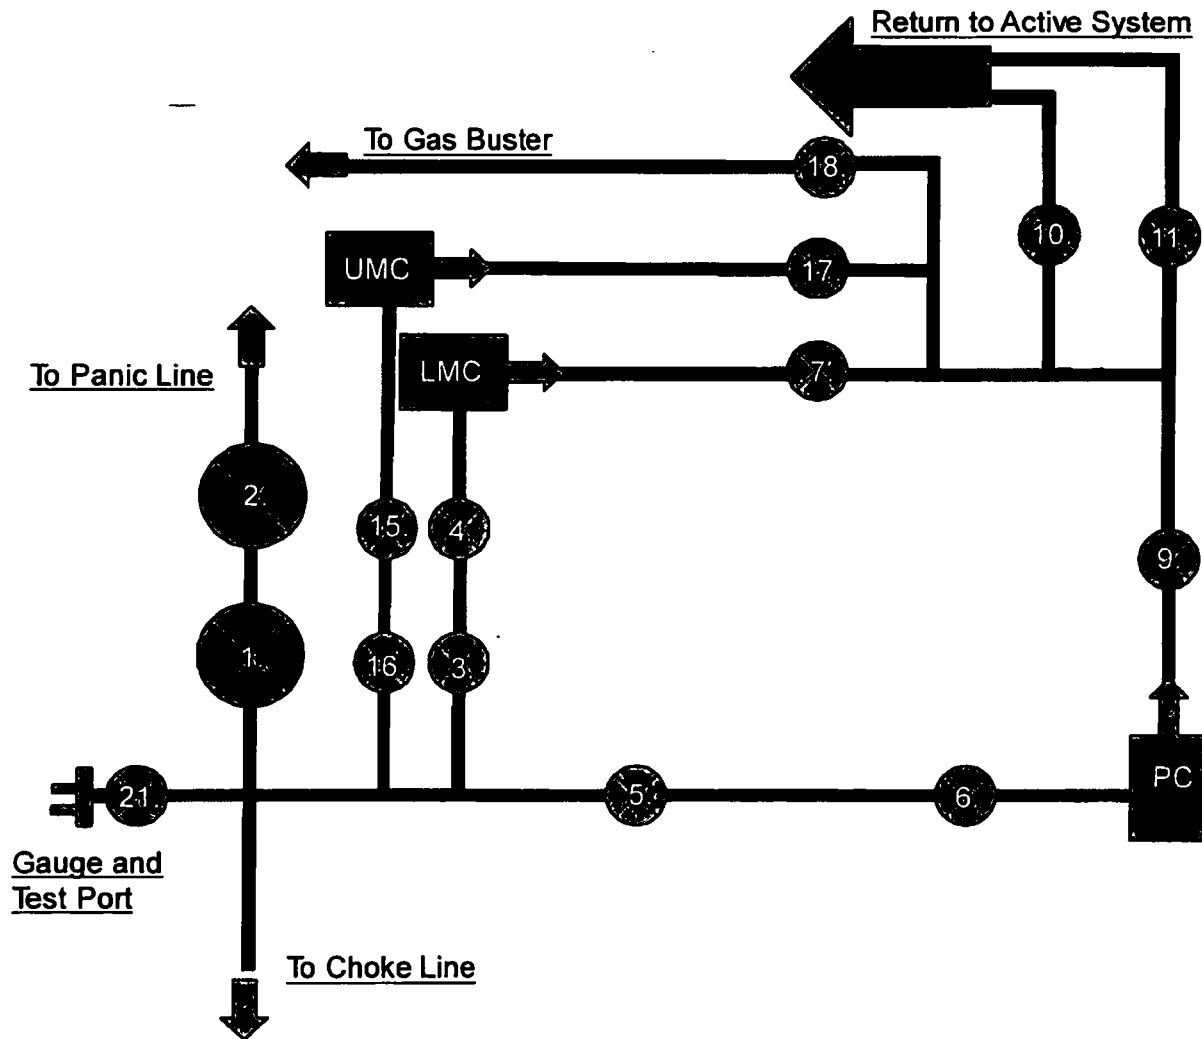 Return to Active System
To Gas Buster
18
10
11
UMC
17
To Panic Line
LMC
7
2
15
4
9
1
16
3
21
5
6
PC
Gauge and
Test Port
To Choke Line